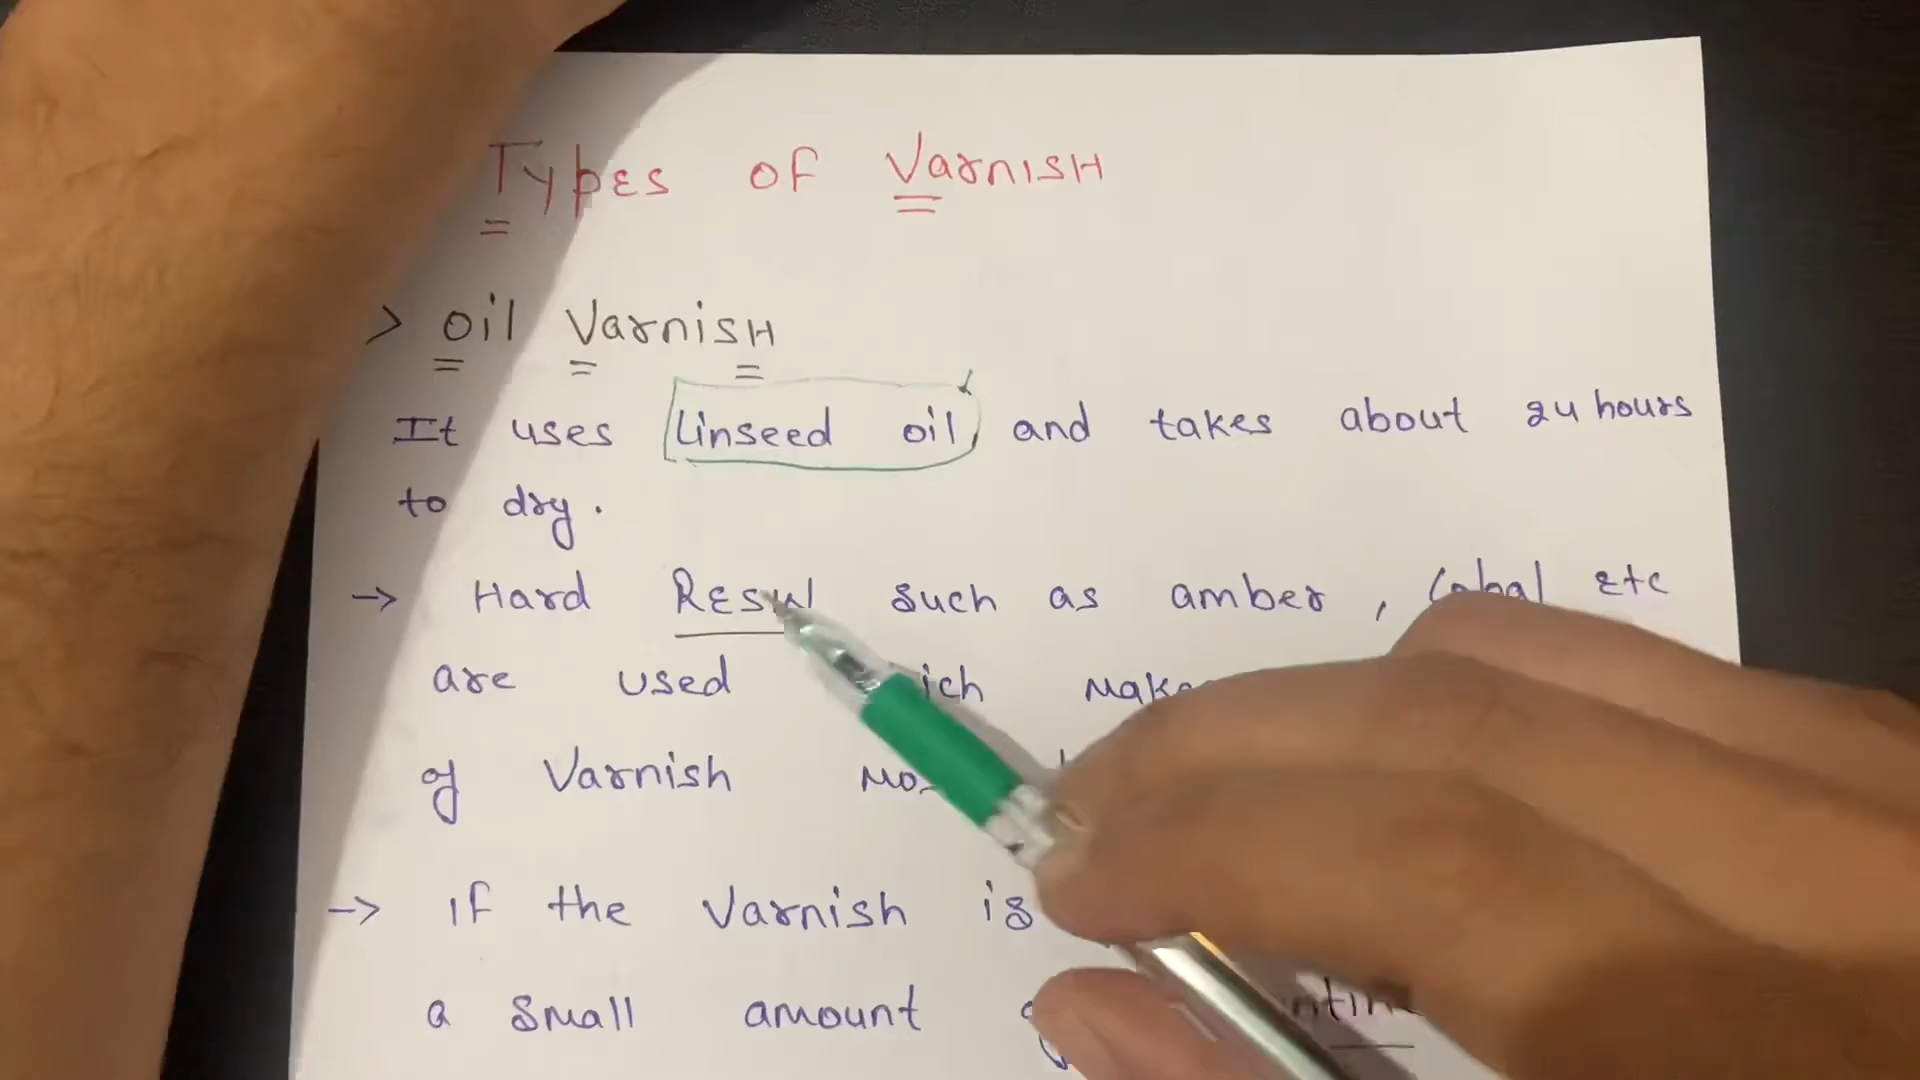 Types of Varnish
> oil Varnish
It uses Linseed oil, and takes about 24 hours
to dry.
-> Hard such as amber, etc
are used
of Varnish
-> If the Varnish is
a small amount